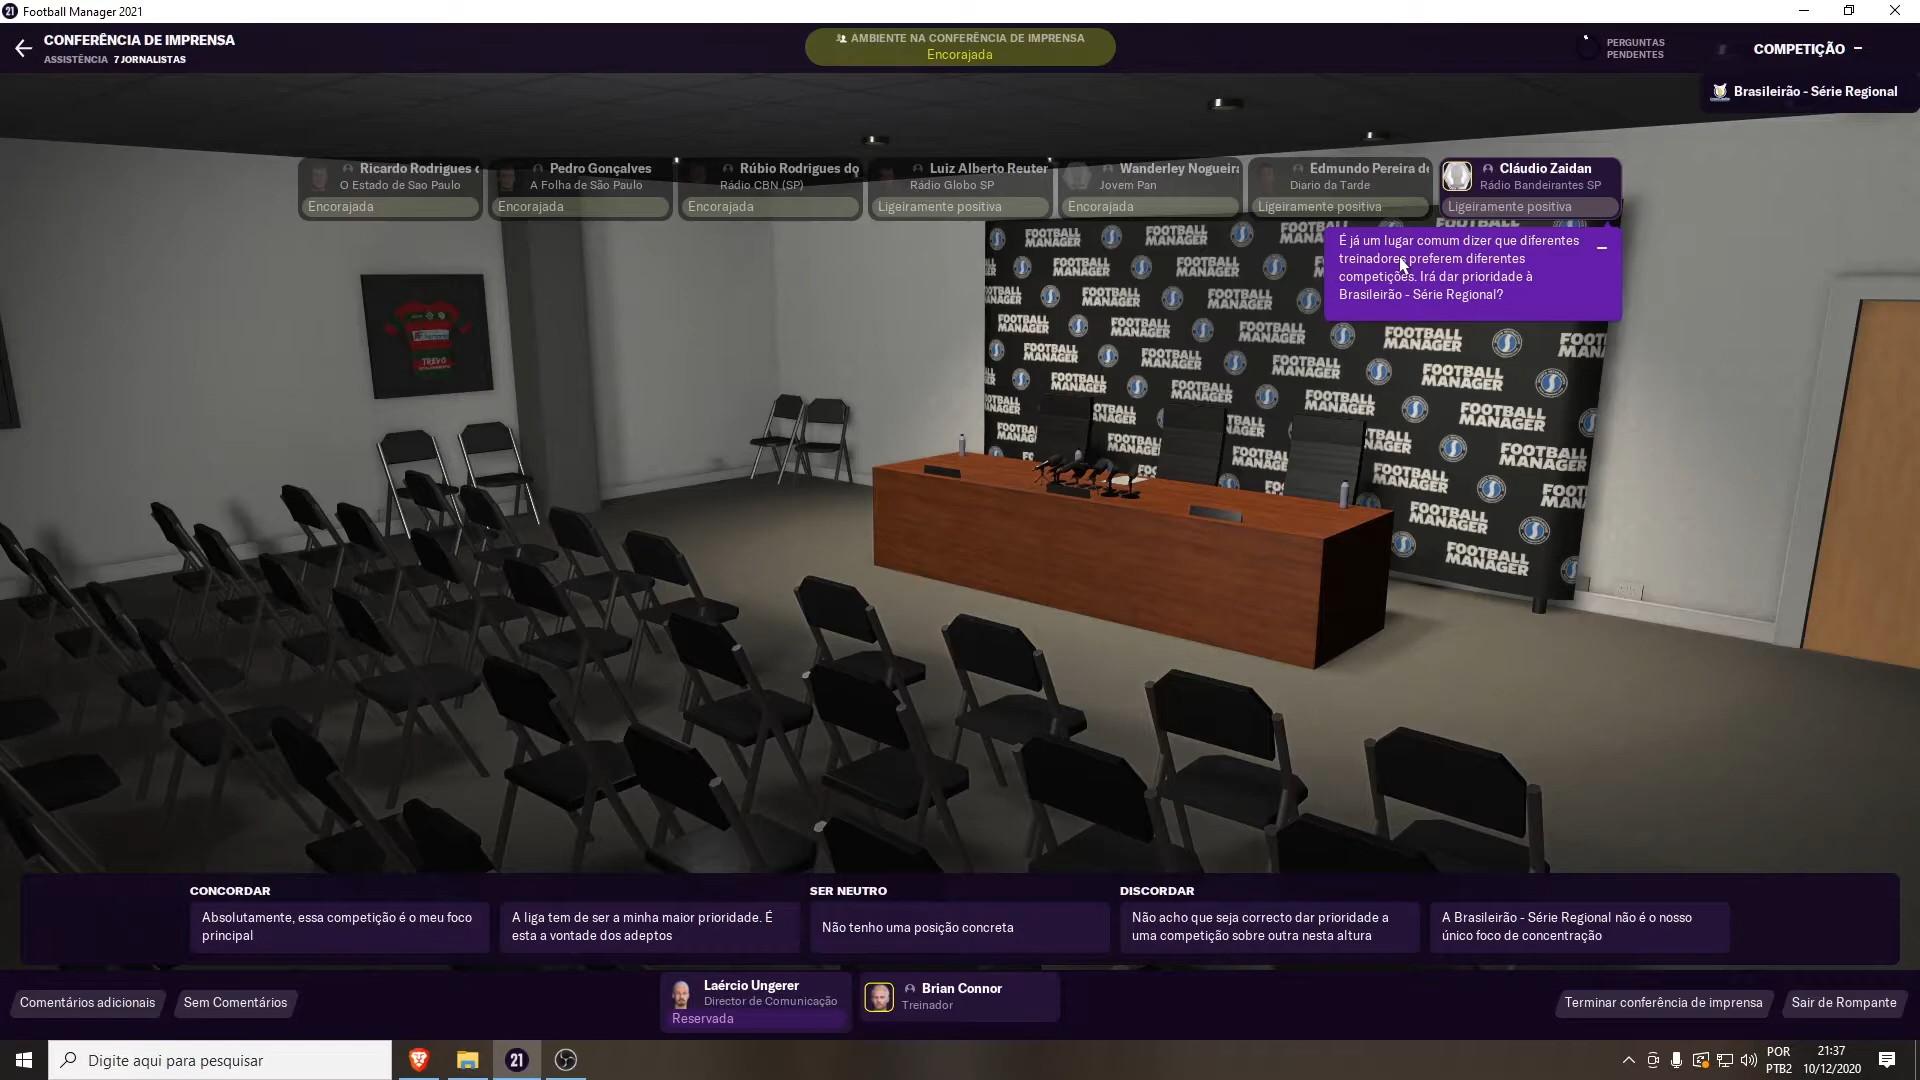 Football Manager 2021
CONFERÊNCIA DE IMPRENSA
ASSISTÊNCIA 7 JORNALISTAS
AMBIENTE NA CONFERÊNCIA DE IMPRENSA
Encorajada
PERGUNTAS
PENDENTES
COMPETIÇÃO
Brasileirão - Série Regional
Ricardo Rodrigues
O Estado de Sao Paulo
Encorajada
Pedro Gonçalves
A Folha de São Paulo
Encorajada
Rúbio Rodrigues do
Rádio CBN (SP)
Encorajada
Luiz Alberto Reuter
Rádio Globo SP
Ligeiramente positiva
Wanderley Nogueira
Jovem Pan
Encorajada
Edmundo Pereira de
Diario da Tarde
Ligeiramente positiva
Cláudio Zaidan
Rádio Bandeirantes SP
Ligeiramente positiva
É já um lugar comum dizer que diferentes
treinadores preferem diferentes
competições. Irá dar prioridade à
Brasileirão - Série Regional?
FOOTBALL
MANAGER
TREVO
CONCORDAR
Absolutamente, essa competição é o meu foco
principal
A liga tem de ser a minha maior prioridade. É
esta a vontade dos adeptos
SER NEUTRO
Não tenho uma posição concreta
DISCORDAR
Não acho que seja correcto dar prioridade a
uma competição sobre outra nesta altura
A Brasileirão - Série Regional não é o nosso
único foco de concentração
Comentários adicionais
Sem Comentários
Laércio Ungerer
Director de Comunicação
Reservada
Brian Connor
Treinador
Terminar conferência de imprensa
Sair de Rompante
Digite aqui para pesquisar
21
POR
PTB2
21:37
10/12/2020